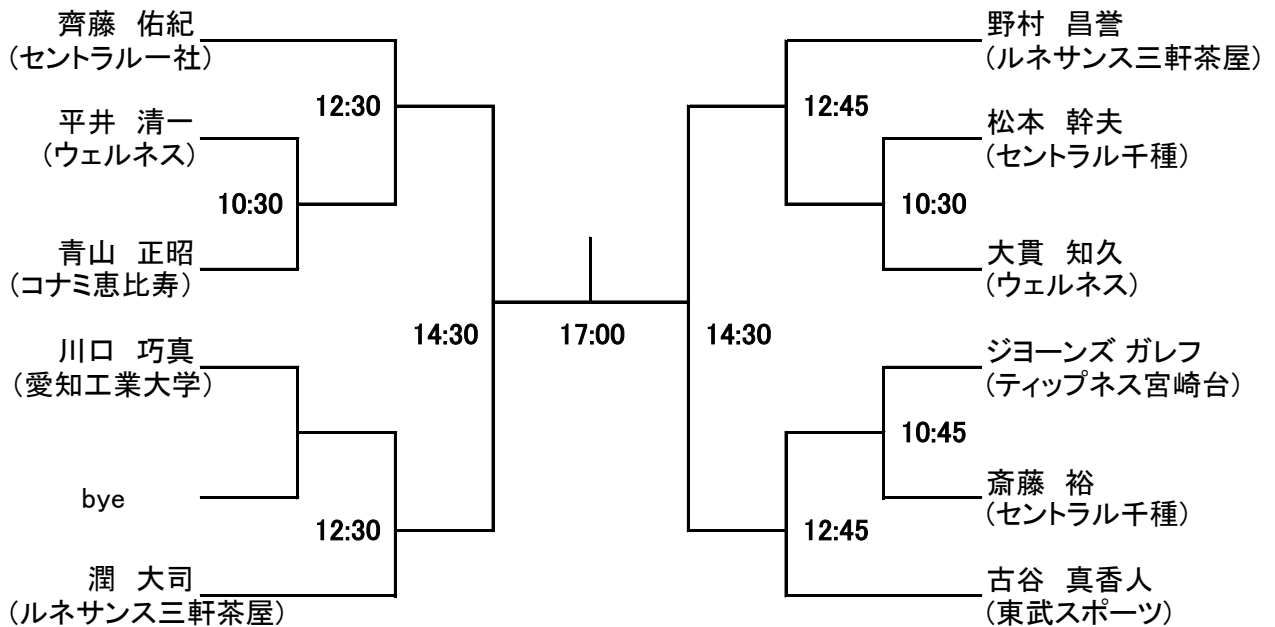 齊藤　佑紀
(セントラル一社)
12:30
平井　清一
(ウェルネス)
10:30
青山　正昭
(コナミ恵比寿)
14:30
川口　巧真
(愛知工業大学)
bye
12:30
潤　大司
(ルネサンス三軒茶屋)
17:00
野村　昌誉
(ルネサンス三軒茶屋)
12:45
松本　幹夫
(セントラル千種)
10:30
大貫　知久
(ウェルネス)
14:30
ジヨーンズ ガレフ
(ティップネス宮崎台)
10:45
斎藤　裕
(セントラル千種)
12:45
古谷　真香人
(東武スポーツ)